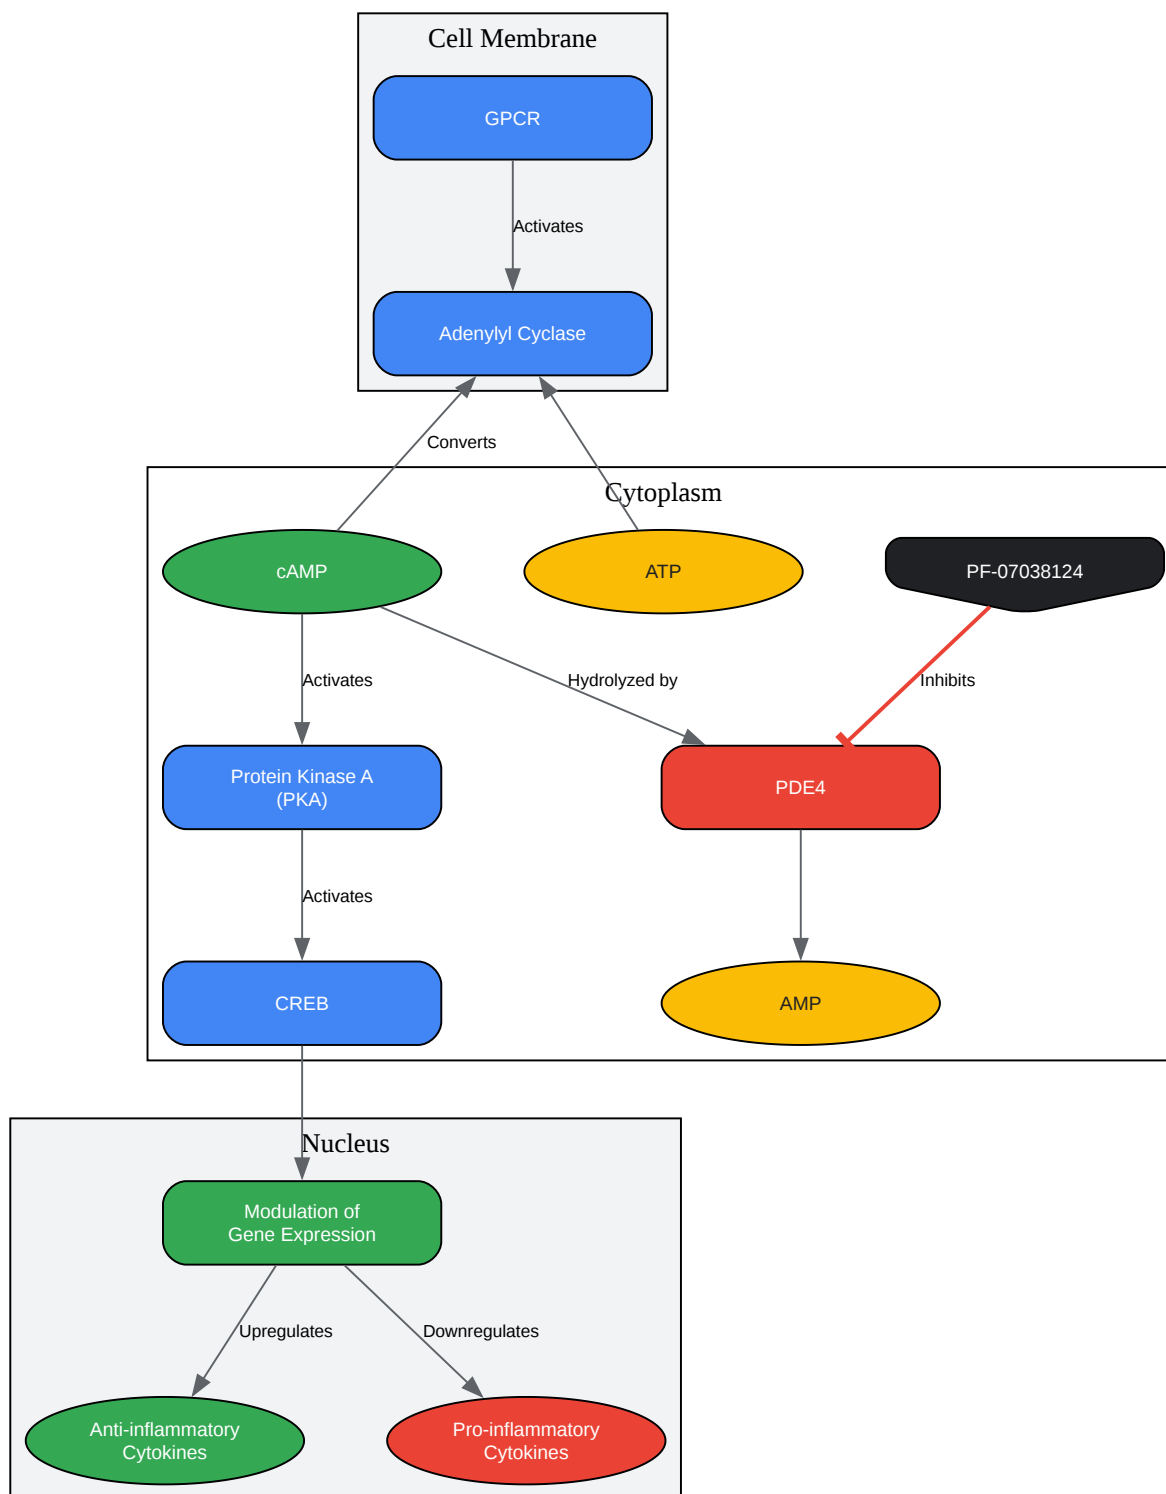 Cell Membrane
GPCR
Activates
Adenylyl Cyclase
Converts
Cytoplasm
cAMP
ATP
PF-07038124
Activates
Hydrolyzed by
Inhibits
Protein Kinase A
(PKA)
PDE4
Activates
CREB
AMP
Nucleus
Modulation of
Gene Expression
Upregulates
Downregulates
Anti-inflammatory
Cytokines
Pro-inflammatory
Cytokines